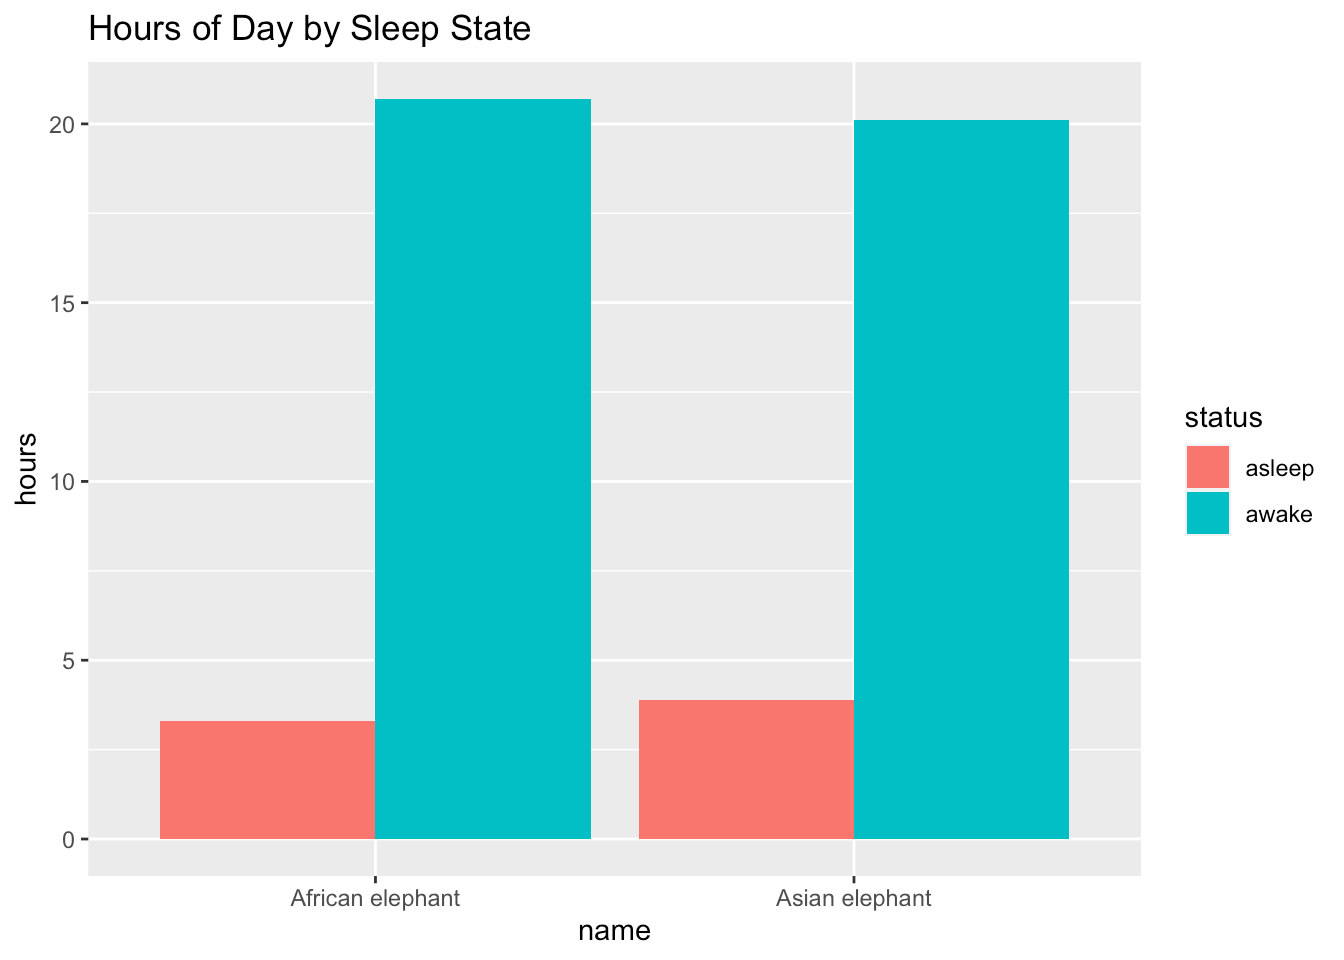 Hours of Day by Sleep State
20
15
10
5
0
hours
African elephant
Asian elephant
name
status
asleep
awake